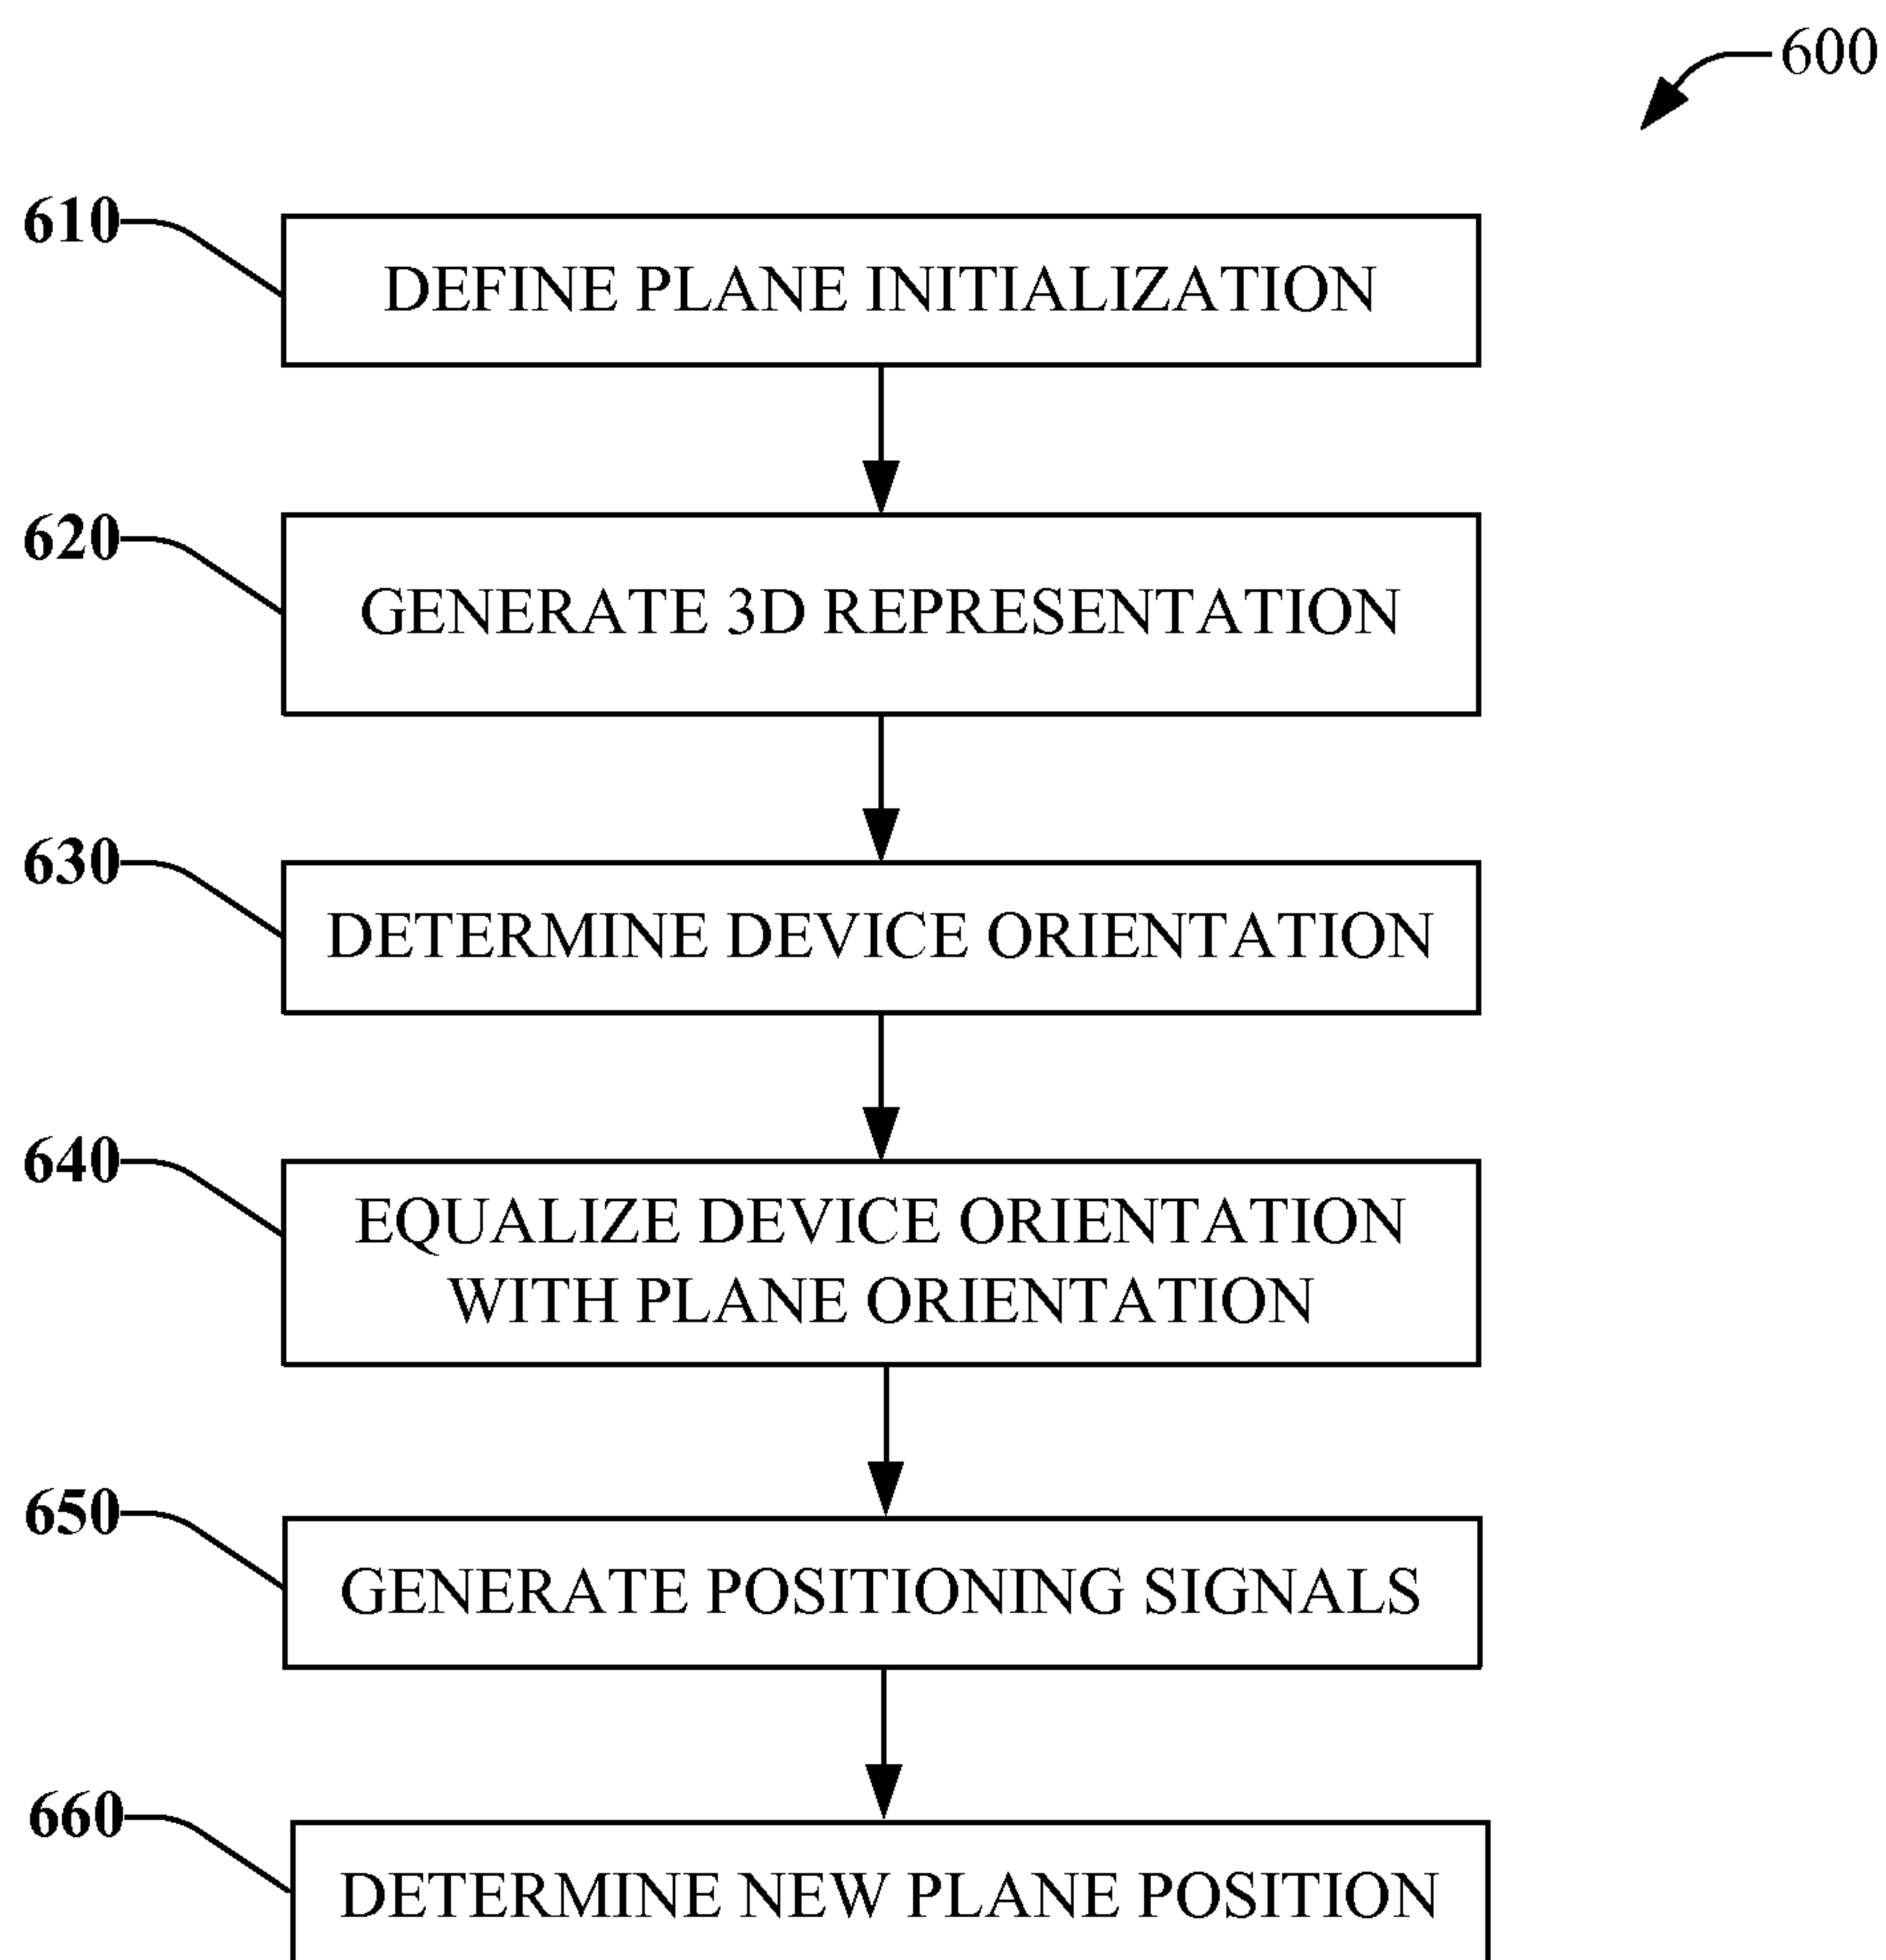 600
610
DEFINE PLANE INITIALIZATION
620
GENERATE 3D REPRESENTATION
630
DETERMINE DEVICE ORIENTATION
640
EQUALIZE DEVICE ORIENTATION
WITH PLANE ORIENTATION
650
GENERATE POSITIONING SIGNALS
660
DETERMINE NEW PLANE POSITION